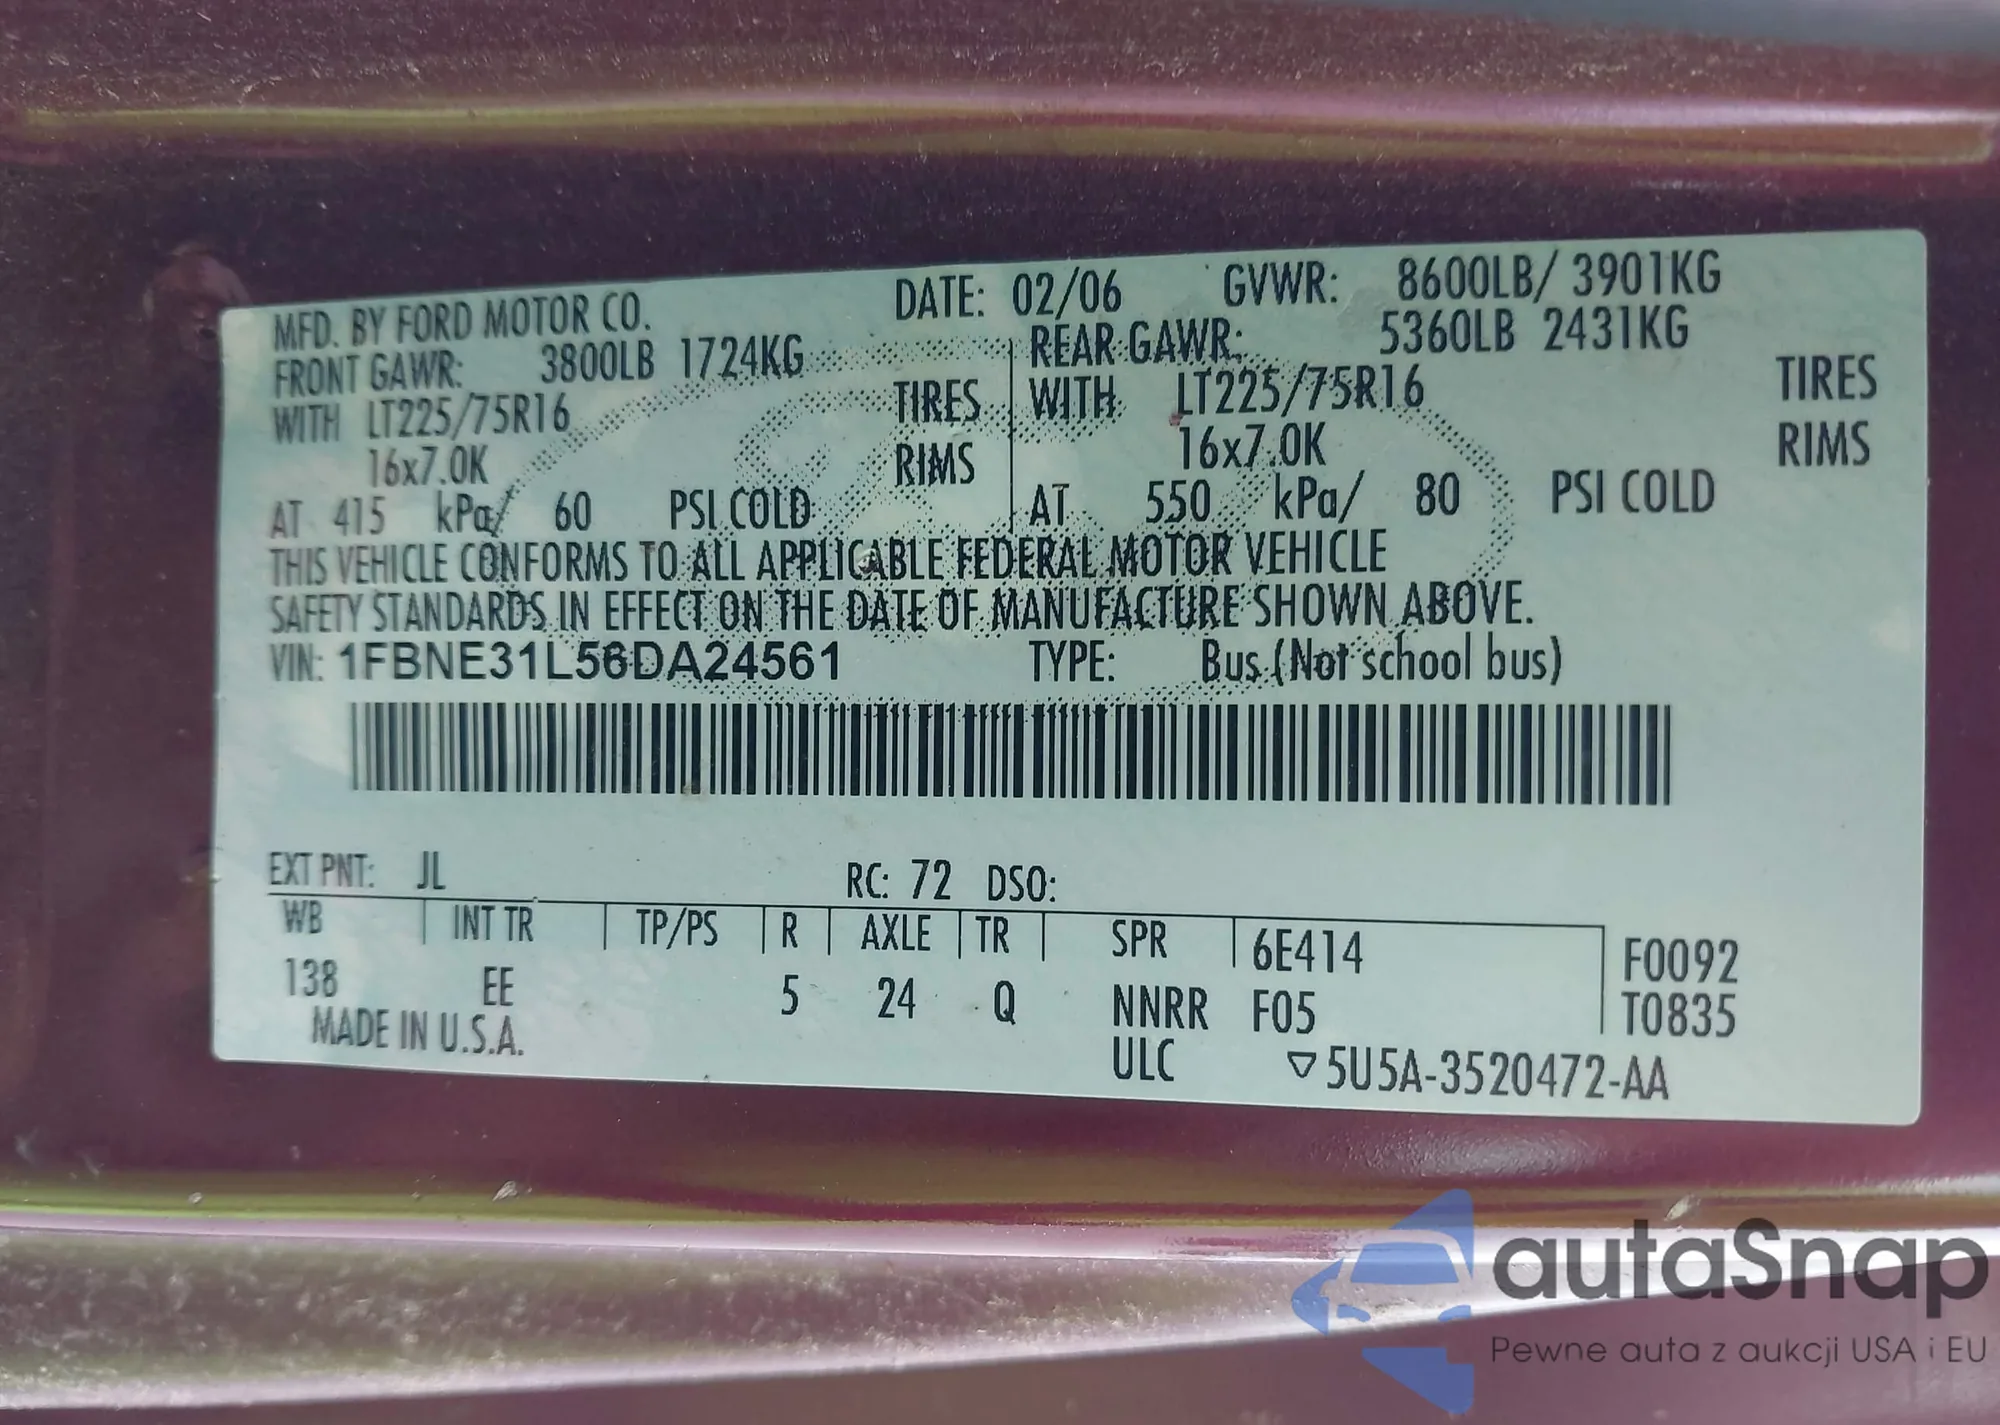 MFD. BY FORD MOTOR CO. DATE: 02/06 GVWR: 8600LB/ 3901KG
FRONT GAWR: 3800LB 1724KG REAR GAWR: 5360LB 2431KG
WITH LT225/75R16 TIRES WITH LT225/75R16 TIRES
16x7.0K RIMS 16x7.0K RIMS
AT 415 kPa/ 60 PSI COLD AT 550 kPa/ 80 PSI COLD
THIS VEHICLE CONFORMS TO ALL APPLICABLE FEDERAL MOTOR VEHICLE
SAFETY STANDARDS IN EFFECT ON THE DATE OF MANUFACTURE SHOWN ABOVE.
VIN: 1FBNE31L56DA24561 TYPE: Bus (Not school bus)
EXT PNT: JL RC: 72 DSO:
WB INT TR TP/PS R AXLE TR SPR 6E414 F0092
138 EE 5 24 Q NNRR F05 T0835
MADE IN U.S.A. ULC ▽5U5A-3520472-AA
autoSnap
Pewne auta z aukcji USA i EU